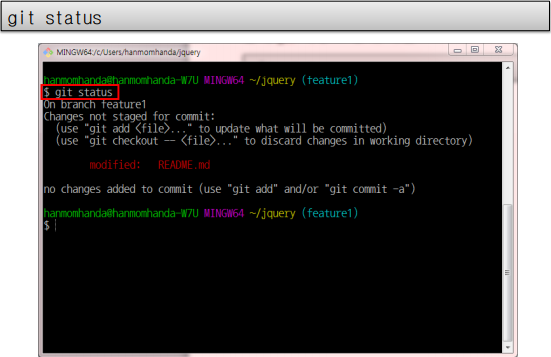 git status
MINGW64:/c/Users/hanmomhanda/jquery
hanmomhanda@hanmomhanda-W7U MINGW64 ~/jquery (feature1)
$ git status
On branch feature1
Changes not staged for commit:
(use "git add <file>..." to update what will be committed)
(use "git checkout -- <file>..." to discard changes in working directory)
modified: README.md
no changes added to commit (use "git add" and/or "git commit -a")
hanmomhanda@hanmomhanda-W7U MINGW64 ~/jquery (feature1)
$